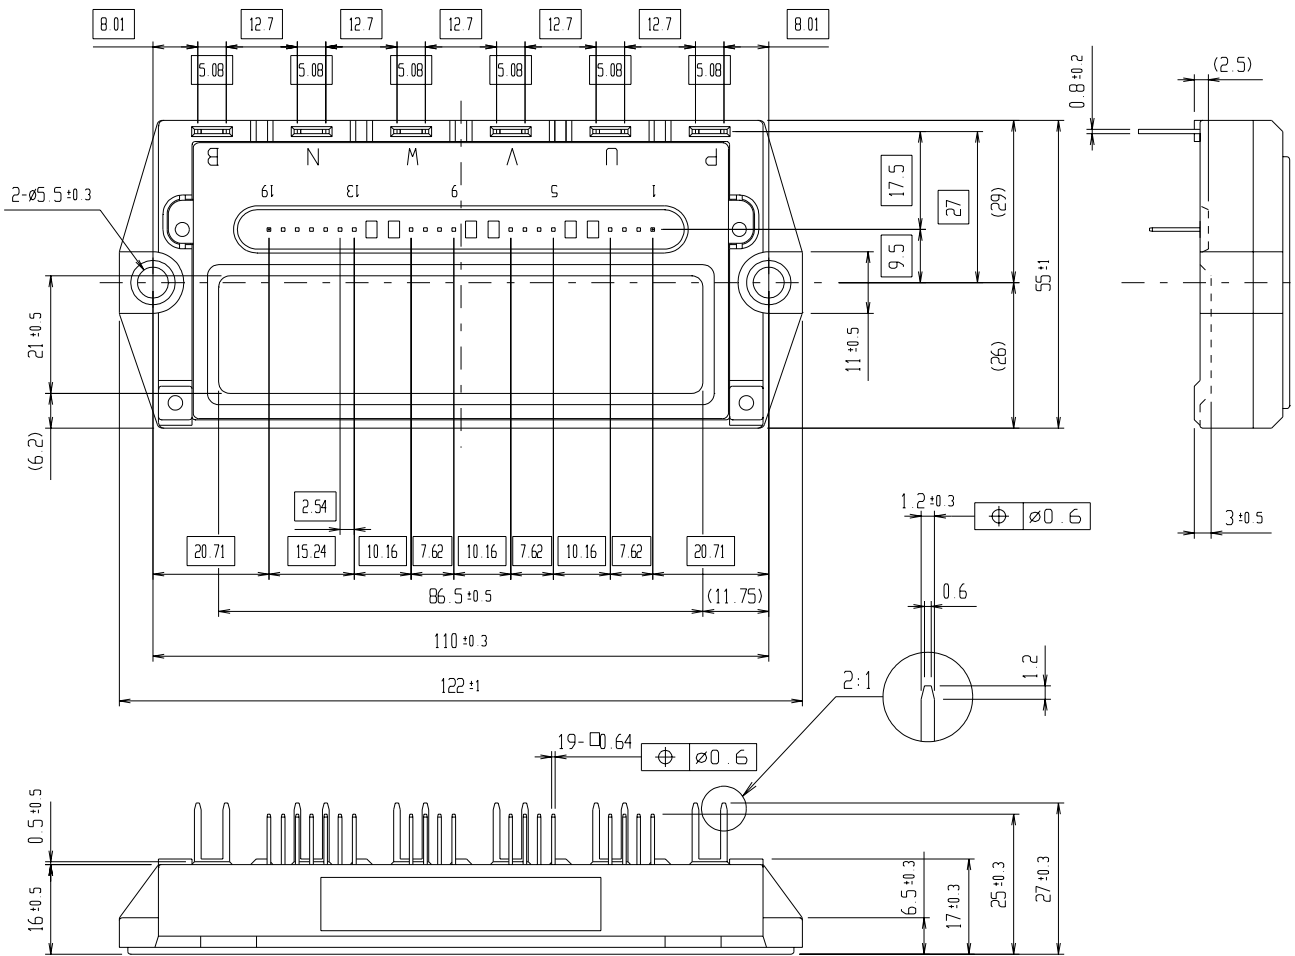 8.01 12.7 12.7 12.7 12.7 12.7 8.01
5.08 5.08 5.08 5.08 5.08 5.08
0.8 ±0.2
(2.5)
B N W V U P
19 13 9 5 1
2-ø5.5 ±0.3
17.5
27
(29)
9.5
55 ±1
21 ±0.5
11 ±0.5
(26)
(6.2)
2.54
1.2 ±0.3
⌖ ø0.6
3 ±0.5
20.71 15.24 10.16 7.62 10.16 7.62 10.16 7.62 20.71
86.5 ±0.5 (11.75)
0.6
110 ±0.3
1.2
122 ±1
2:1
19-□0.64
⌖ ø0.6
0.5 ±0.5
16 ±0.5
6.5 ±0.3
17 ±0.3
25 ±0.3
27 ±0.3